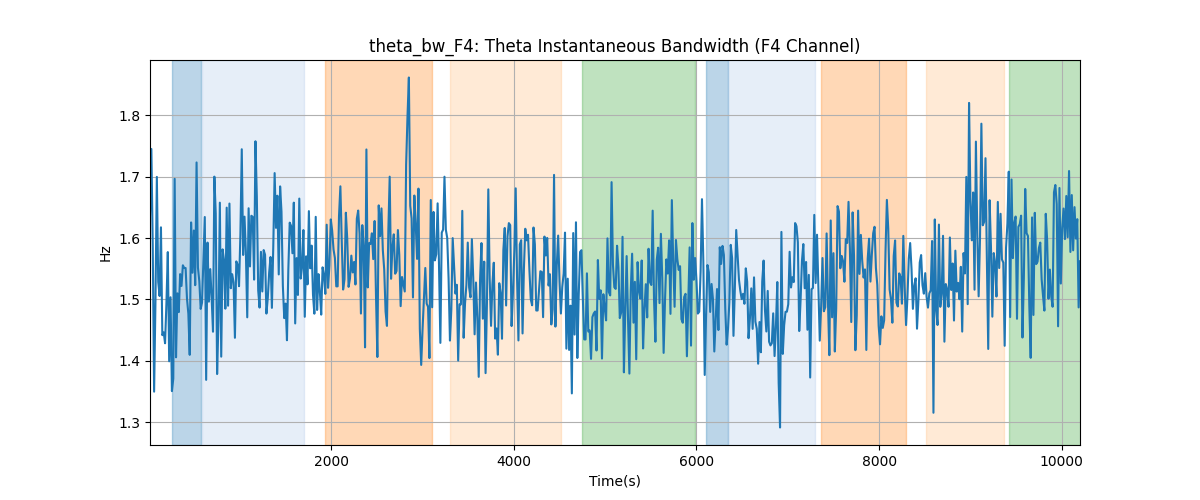 theta_bw_F4: Theta Instantaneous Bandwidth (F4 Channel)
1.8
1.7
1.6
1.5
1.4
1.3
Hz
2000 4000 6000 8000 10000
Time(s)